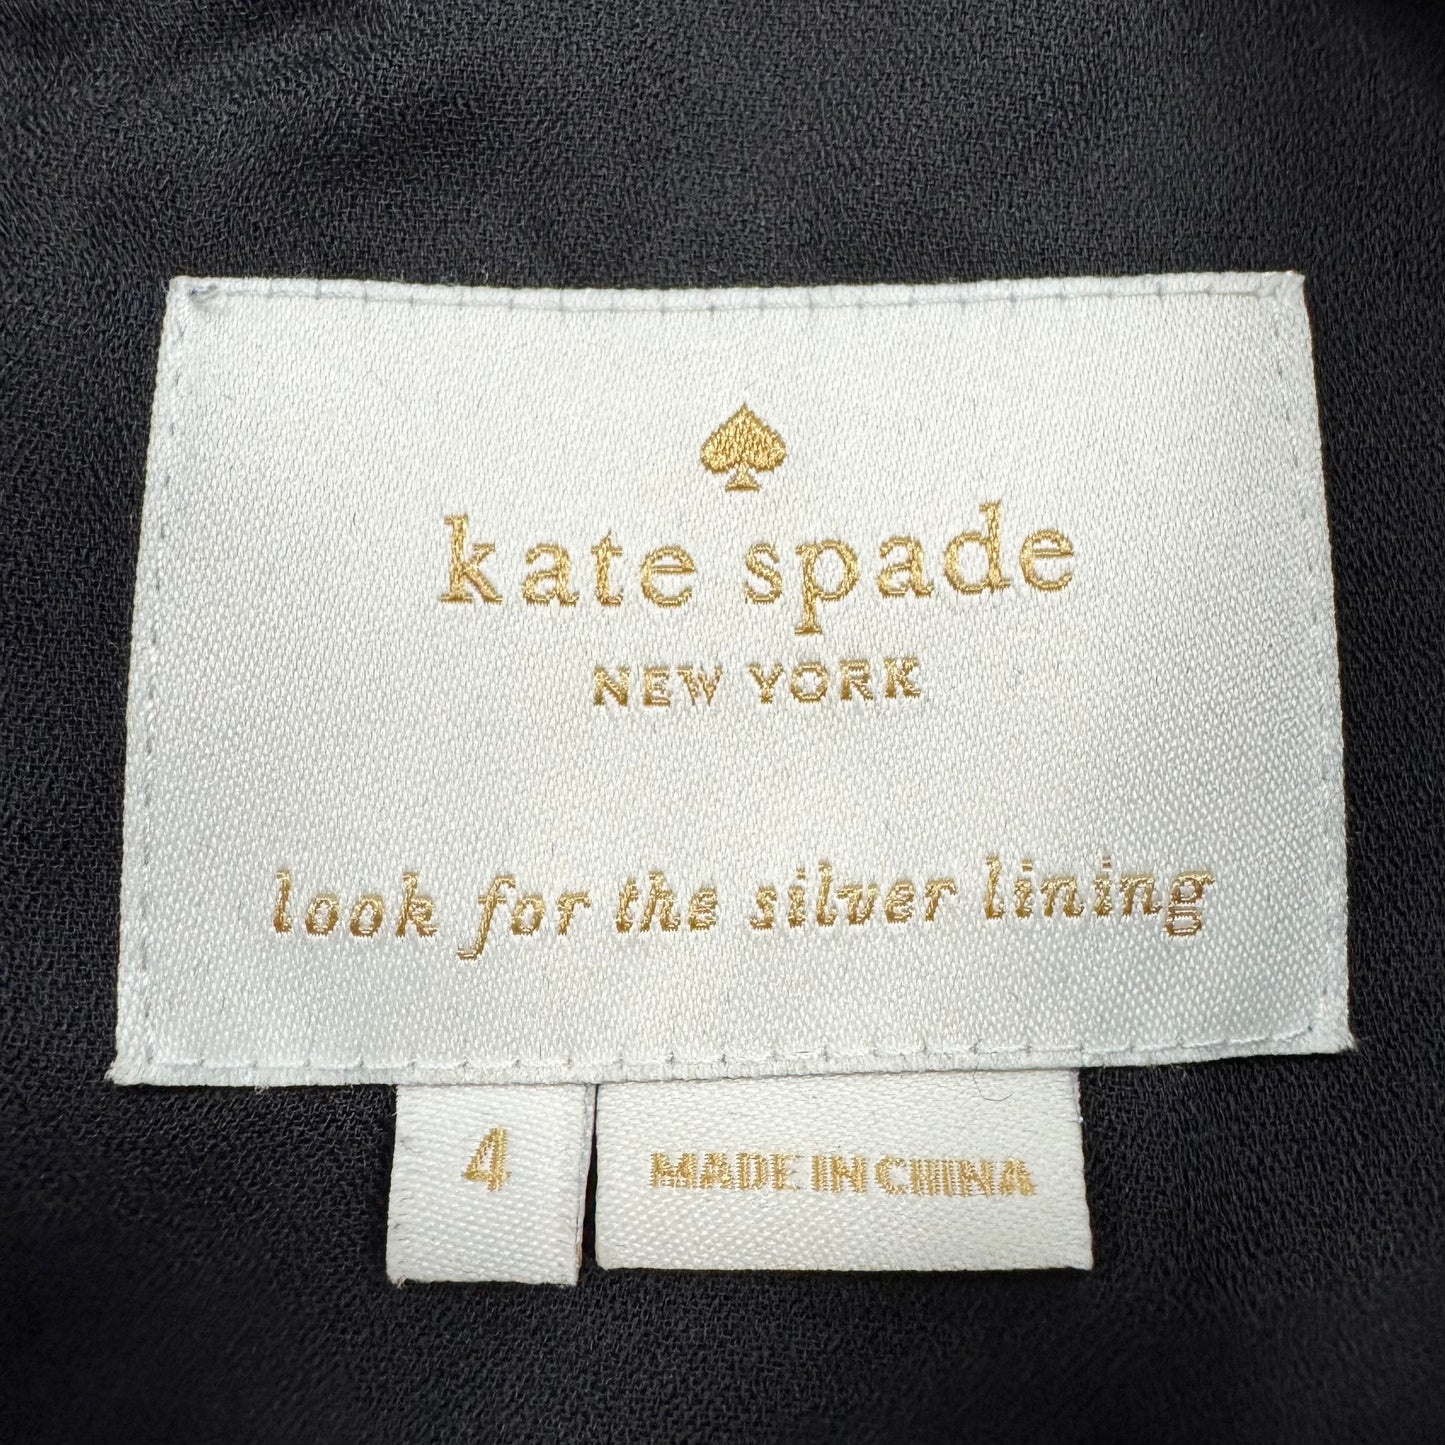 kate spade
NEW YORK
look for the silver lining
4
MADE IN CHINA